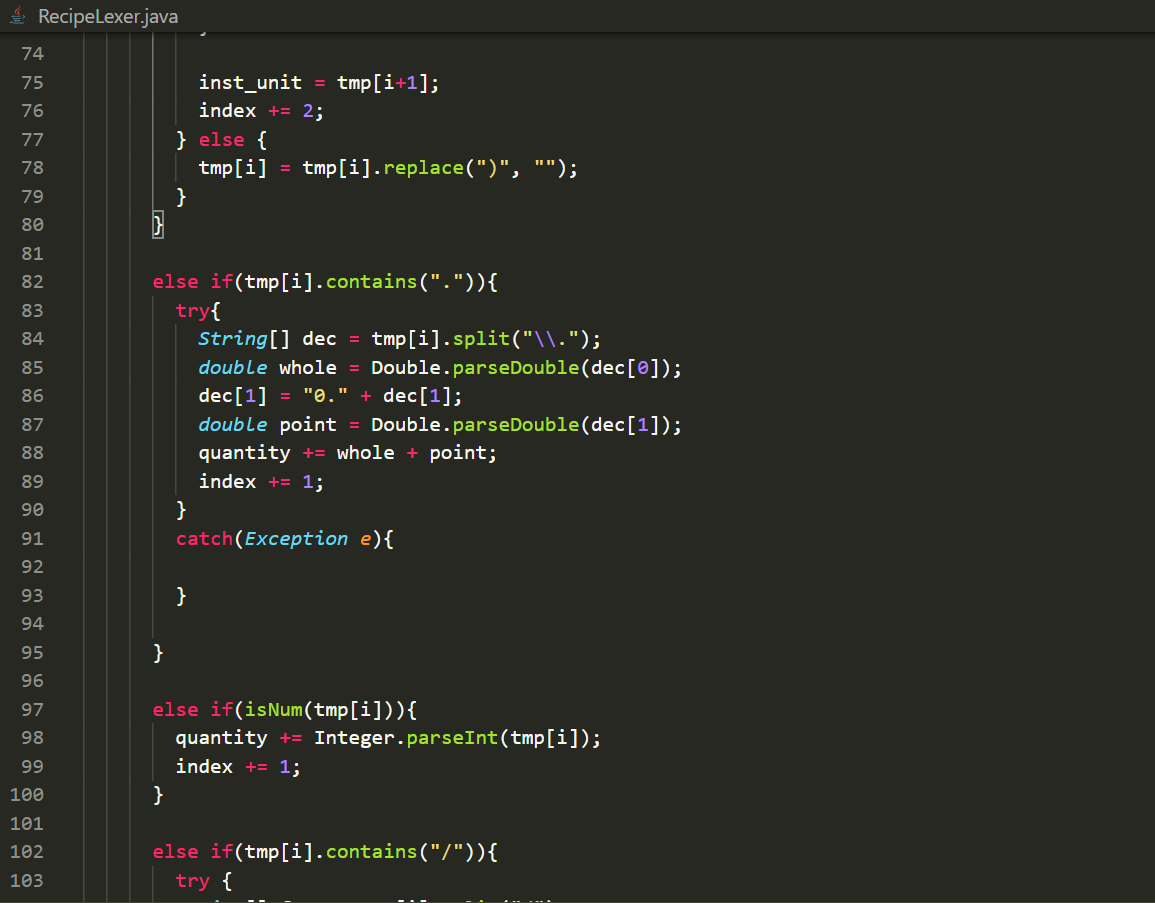 RecipeLexer.java
74
75 inst_unit = tmp[i+1];
76 index += 2;
77 } else {
78 tmp[i] = tmp[i].replace(")", "");
79 }
80 }
81
82 else if(tmp[i].contains(".")){
83 try{
84 String[] dec = tmp[i].split("\\.");
85 double whole = Double.parseDouble(dec[0]);
86 dec[1] = "0." + dec[1];
87 double point = Double.parseDouble(dec[1]);
88 quantity += whole + point;
89 index += 1;
90 }
91 catch(Exception e){
92
93 }
94
95 }
96
97 else if(isNum(tmp[i])){
98 quantity += Integer.parseInt(tmp[i]);
99 index += 1;
100 }
101
102 else if(tmp[i].contains("/")){
103 try {